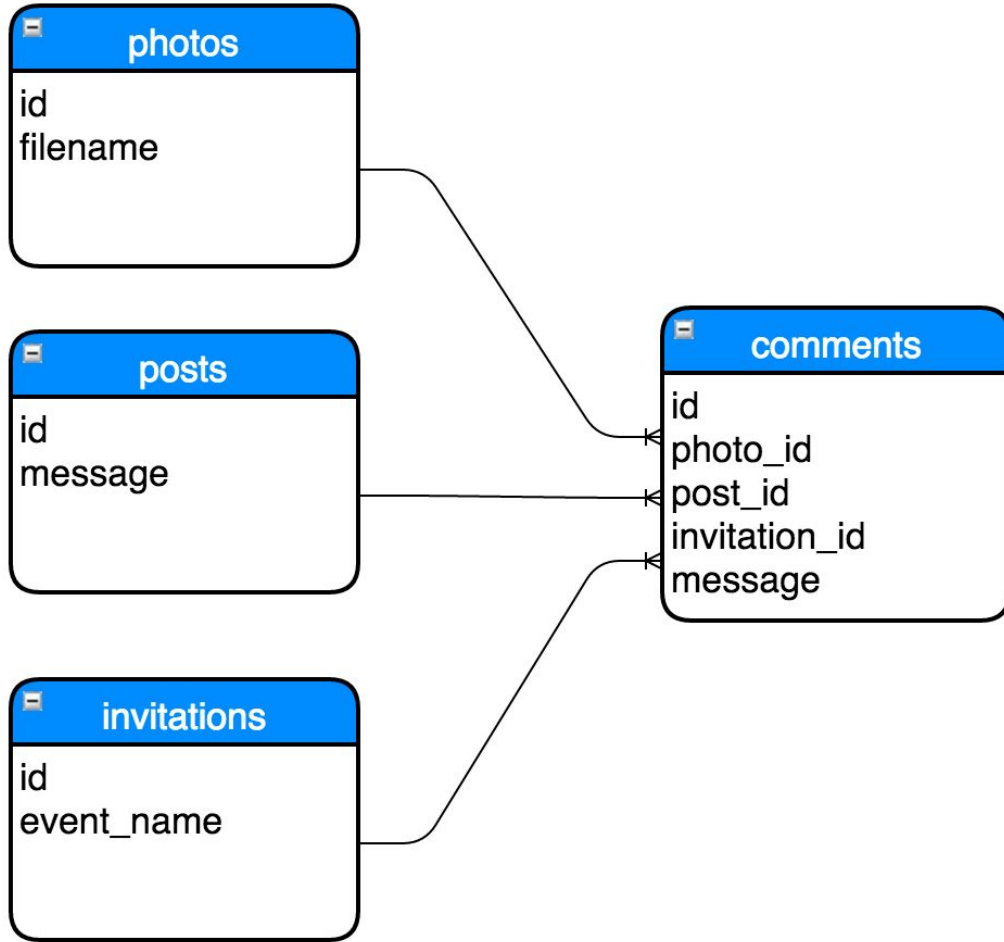 photos
id
filename
posts
id
message
invitations
id
event_name
comments
id
photo_id
post_id
invitation_id
message